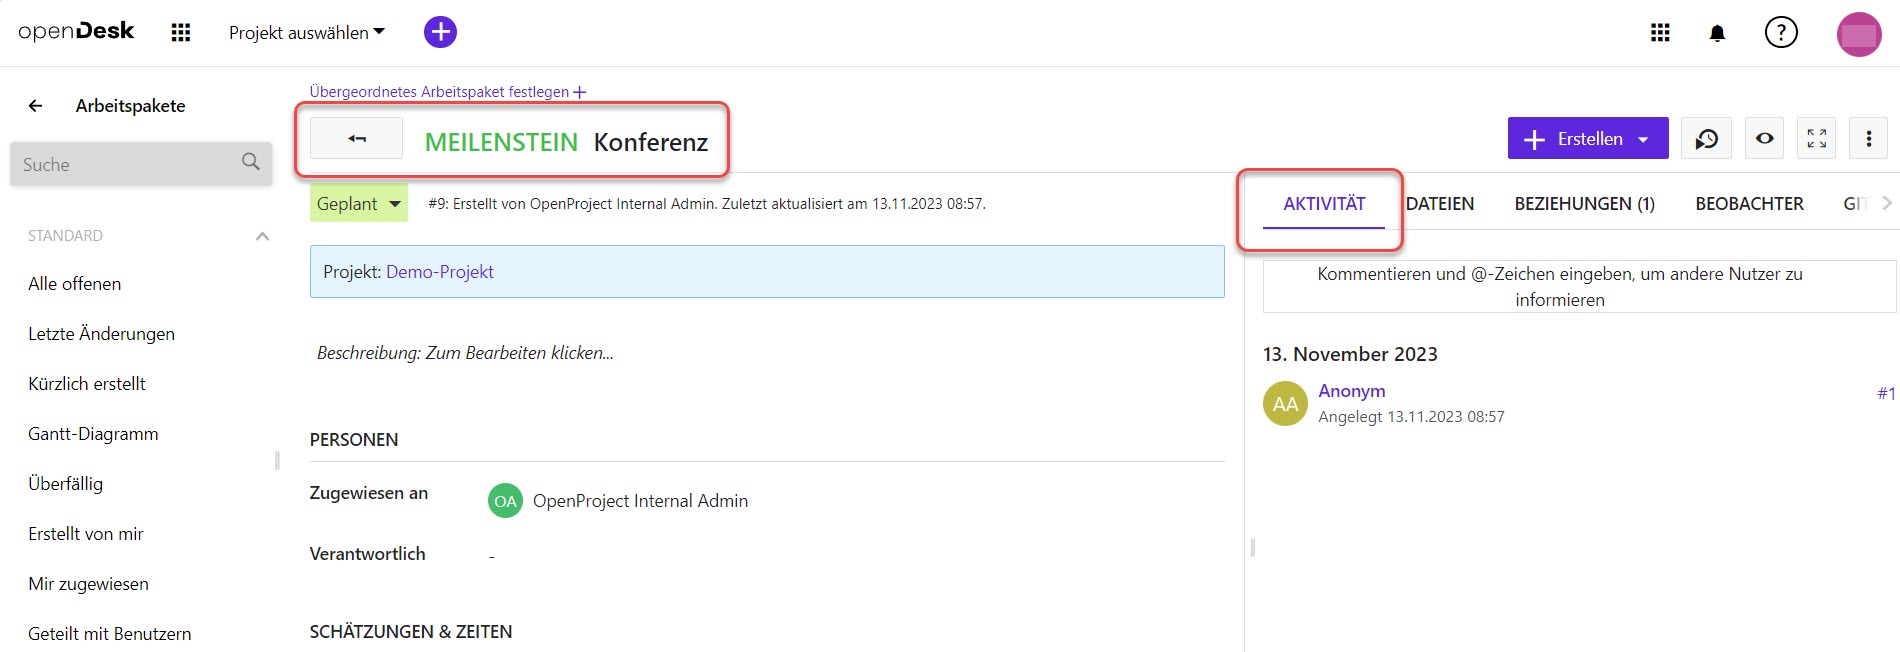 openDesk
Projekt auswählen
Übergeordnetes Arbeitspaket festlegen
Arbeitspakete
Suche
STANDARD
Alle offenen
Letzte Änderungen
Kürzlich erstellt
Gantt-Diagramm
Überfällig
Erstellt von mir
Mir zugewiesen
Geteilt mit Benutzern
MEILENSTEIN Konferenz
Erstellen
Geplant
#9: Erstellt von OpenProject Internal Admin. Zuletzt aktualisiert am 13.11.2023 08:57.
Projekt: Demo-Projekt
Beschreibung: Zum Bearbeiten klicken...
PERSONEN
Zugewiesen an
OA
OpenProject Internal Admin
Verantwortlich
-
SCHÄTZUNGEN & ZEITEN
AKTIVITÄT
DATEIEN
BEZIEHUNGEN (1)
BEOBACHTER
Kommentieren und @-Zeichen eingeben, um andere Nutzer zu
informieren
13. November 2023
AA
Anonym
#1
Angelegt 13.11.2023 08:57